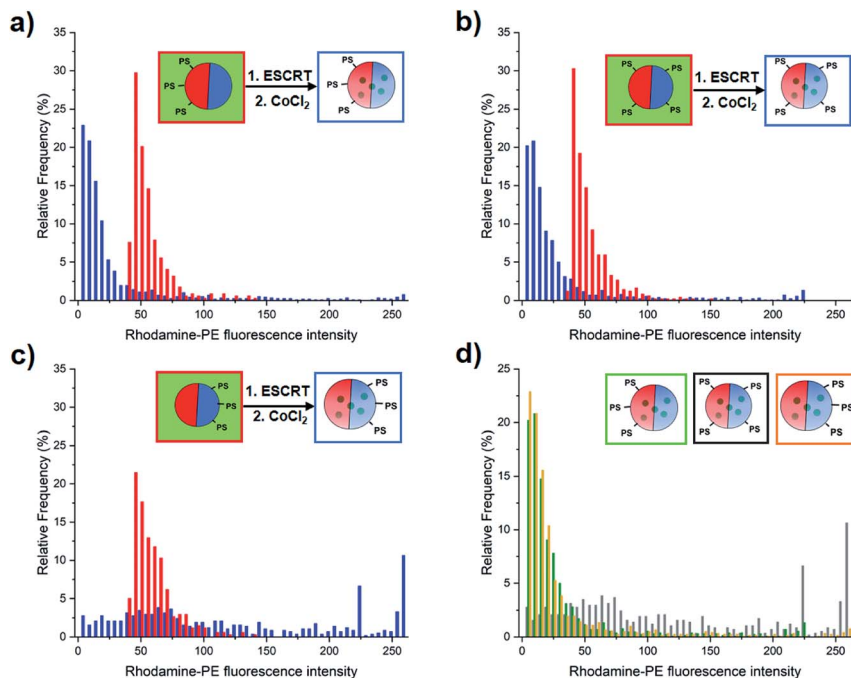 a)
Relative Frequency (%)
35
30
25
20
15
10
5
0
PS
PS
PS
1. ESCRT
2. CoCl2
PS
PS
PS
0 50 100 150 200 250
Rhodamine-PE fluorescence intensity
b)
Relative Frequency (%)
35
30
25
20
15
10
5
0
PS PS
PS PS
1. ESCRT
2. CoCl2
PS PS
PS PS
0 50 100 150 200 250
Rhodamine-PE fluorescence intensity
c)
Relative Frequency (%)
35
30
25
20
15
10
5
0
PS
PS
PS
1. ESCRT
2. CoCl2
PS
PS
PS
0 50 100 150 200 250
Rhodamine-PE fluorescence intensity
d)
Relative Frequency (%)
25
20
15
10
5
0
PS
PS
PS
PS PS
PS PS
PS
PS
PS
0 50 100 150 200 250
Rhodamine-PE fluorescence intensity